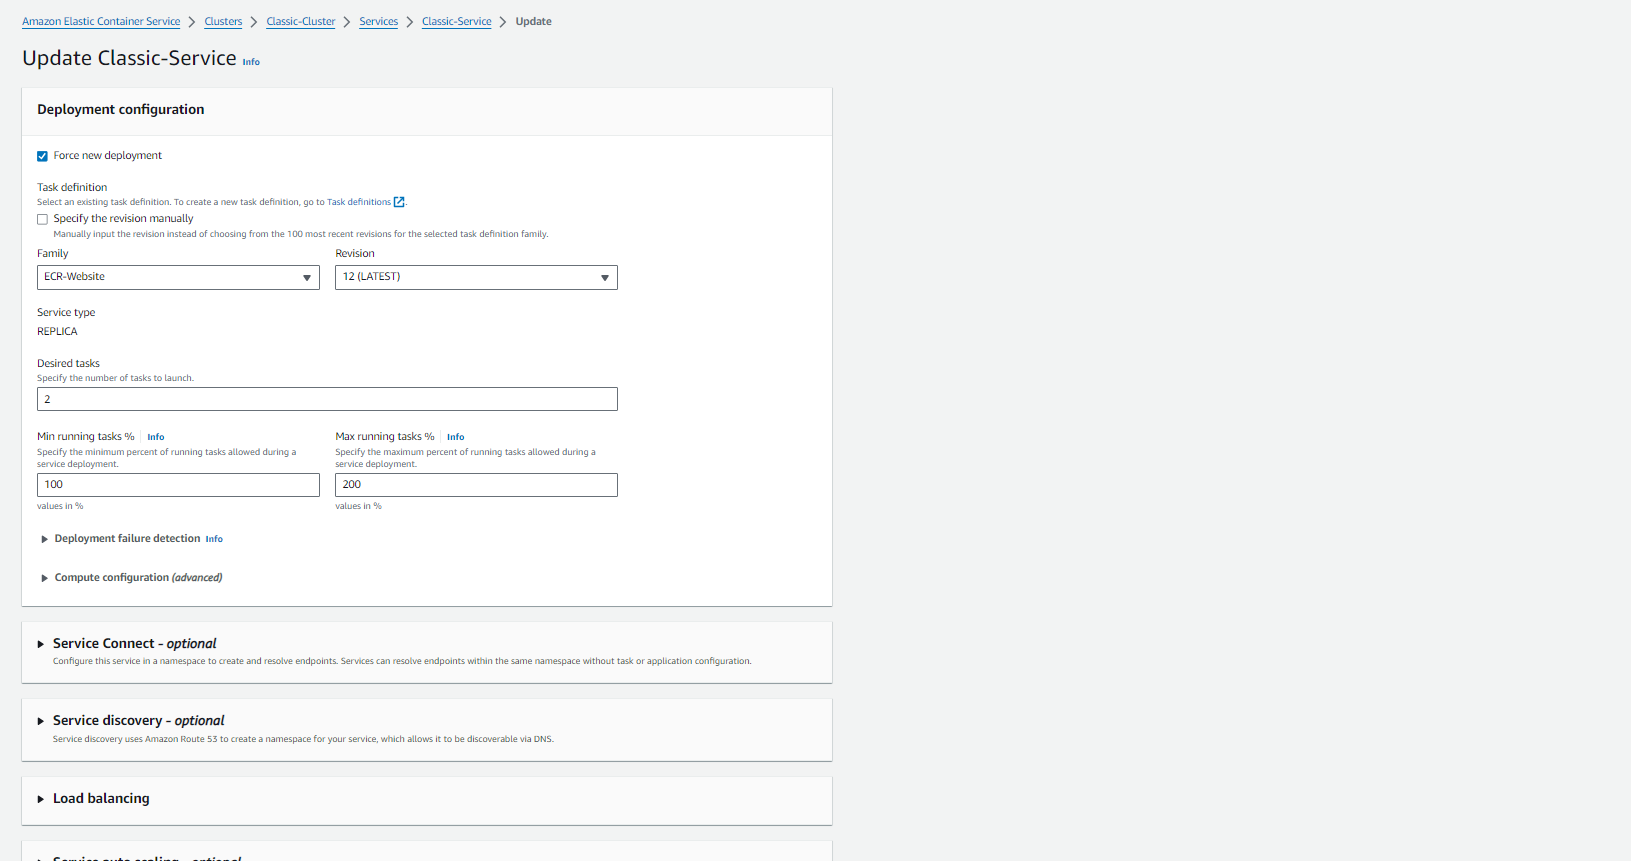 Amazon Elastic Container Service > Clusters > Classic-Cluster > Services > Classic-Service > Update
Update Classic-Service Info
Deployment configuration
Force new deployment
Task definition
Select an existing task definition. To create a new task definition, go to Task definitions.
Specify the revision manually
Manually input the revision instead of choosing from the 100 most recent revisions for the selected task definition family.
Family Revision
ECR-Website 12 (LATEST)
Service type
REPLICA
Desired tasks
Specify the number of tasks to launch.
2
Min running tasks % Info
Specify the minimum percent of running tasks allowed during a
service deployment.
100
values in %
Max running tasks % Info
Specify the maximum percent of running tasks allowed during a
service deployment.
200
values in %
Deployment failure detection Info
Compute configuration (advanced)
Service Connect - optional
Configure this service in a namespace to create and resolve endpoints. Services can resolve endpoints within the same namespace without task or application configuration.
Service discovery - optional
Service discovery uses Amazon Route 53 to create a namespace for your service, which allows it to be discoverable via DNS.
Load balancing
Service auto scaling - optional